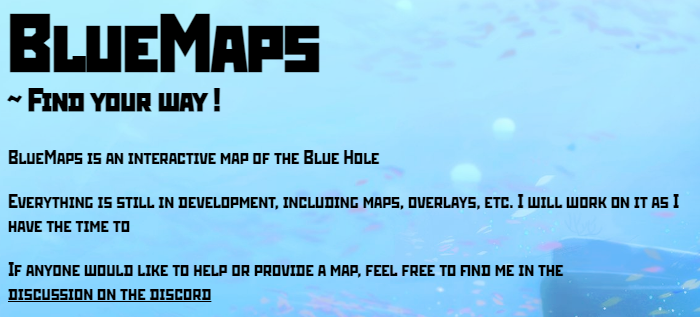 BlueMaps
~ Find your way !
BlueMaps is an interactive map of the Blue Hole
Everything is still in development, including maps, overlays, etc. I will work on it as I
have the time to
If anyone would like to help or provide a map, feel free to find me in the
discussion on the discord